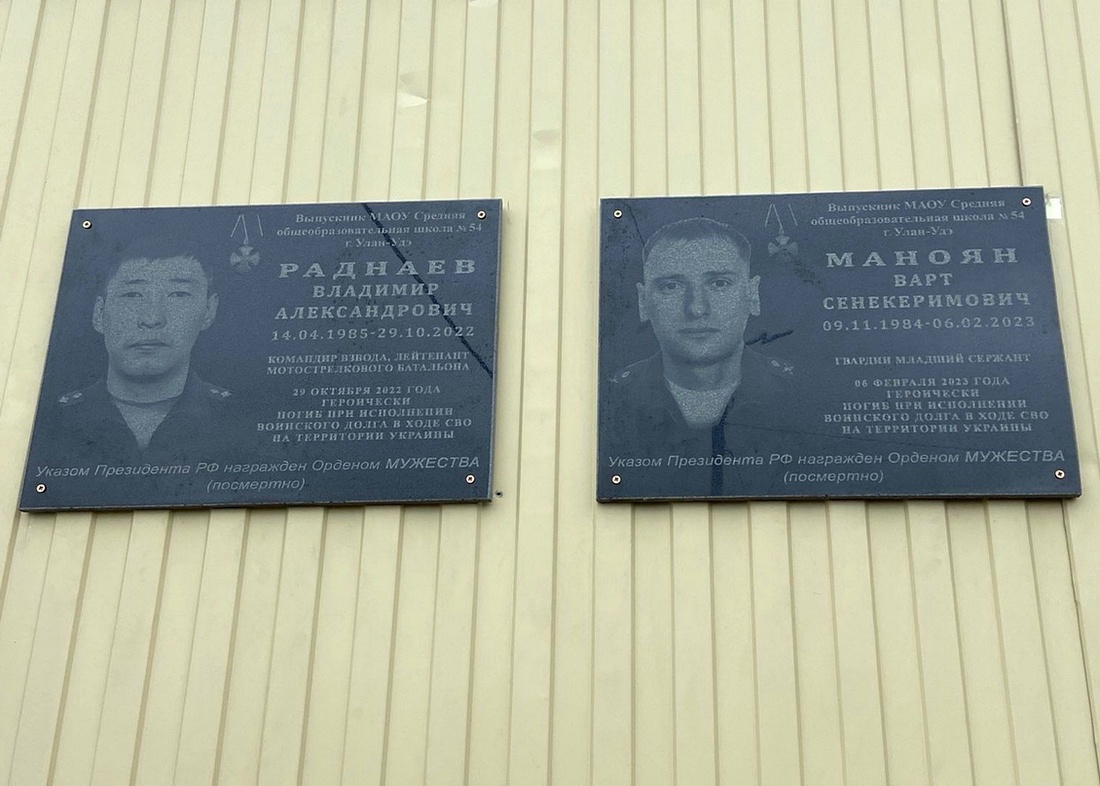 Выпускник МАОУ Средняя
общеобразовательная школа № 54
г. Улан-Удэ
РАДНАЕВ
ВЛАДИМИР
АЛЕКСАНДРОВИЧ
14.04.1985-29.10.2022
КОМАНДИР ВЗВОДА, ЛЕЙТЕНАНТ
МОТОСТРЕЛКОВОГО БАТАЛЬОНА
29 ОКТЯБРЯ 2022 ГОДА
ГЕРОИЧЕСКИ
ПОГИБ ПРИ ИСПОЛНЕНИИ
ВОИНСКОГО ДОЛГА В ХОДЕ СВО
НА ТЕРРИТОРИИ УКРАИНЫ
Указом Президента РФ награжден Орденом МУЖЕСТВА
(посмертно)
Выпускник МАОУ Средняя
общеобразовательная школа № 54
г. Улан-Удэ
МАНОЯН
ВАРТ
СЕНЕКЕРИМОВИЧ
09.11.1984-06.02.2023
ГВАРДИИ МЛАДШИЙ СЕРЖАНТ
06 ФЕВРАЛЯ 2023 ГОДА
ГЕРОИЧЕСКИ
ПОГИБ ПРИ ИСПОЛНЕНИИ
ВОИНСКОГО ДОЛГА В ХОДЕ СВО
НА ТЕРРИТОРИИ УКРАИНЫ
Указом Президента РФ награжден Орденом МУЖЕСТВА
(посмертно)